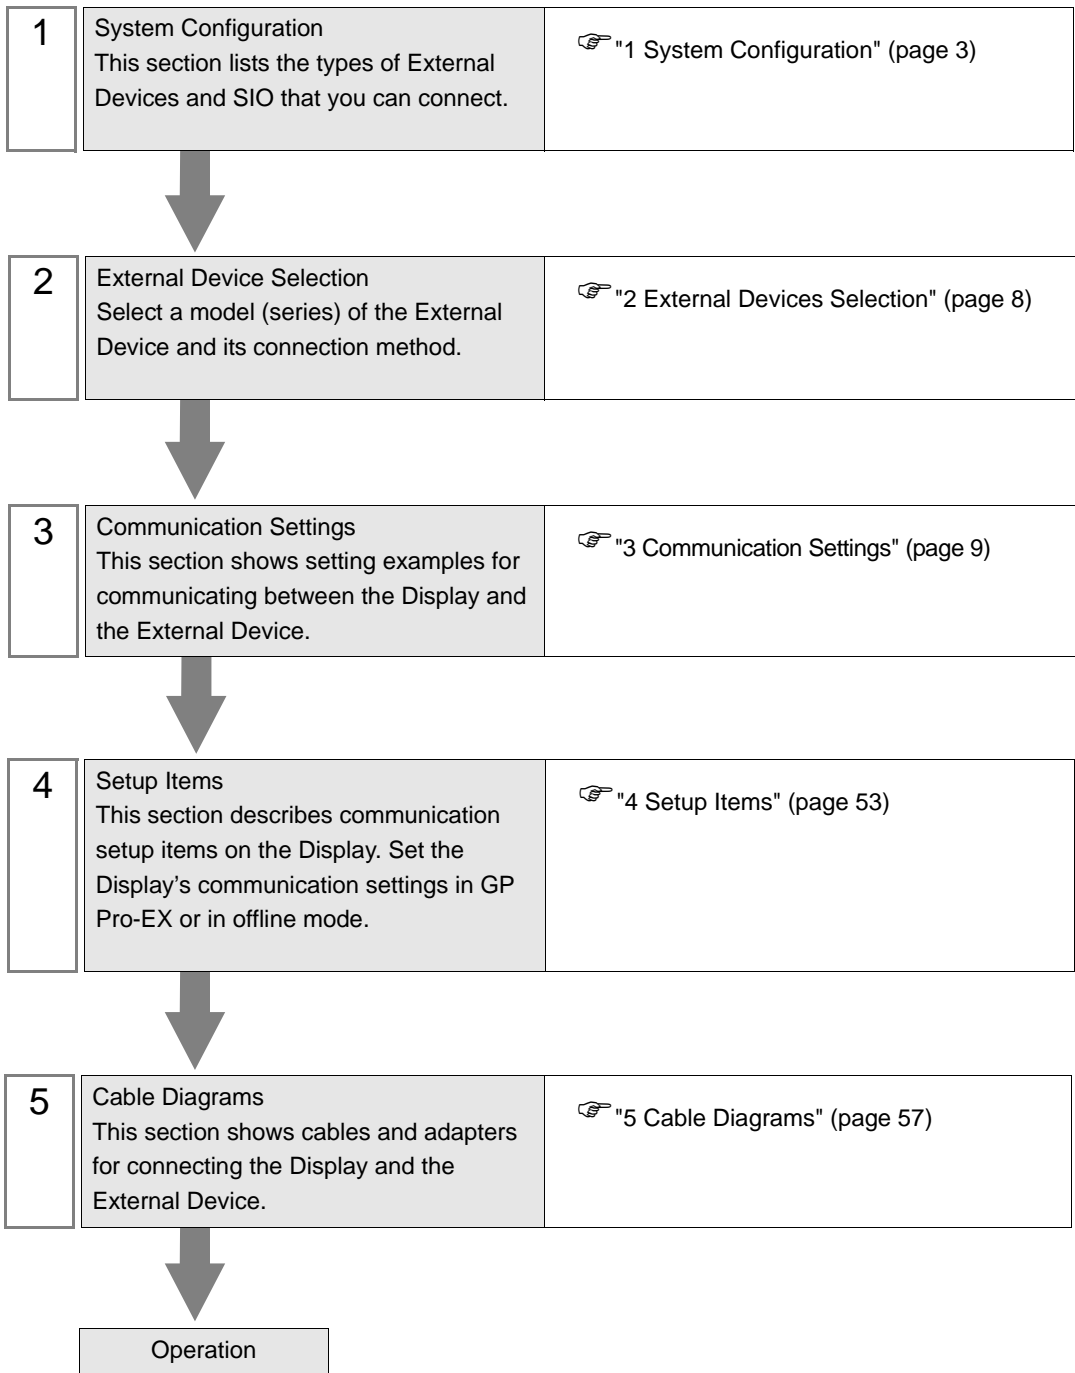 1
System Configuration
This section lists the types of External
Devices and SIO that you can connect.
"1 System Configuration" (page 3)
2
External Device Selection
Select a model (series) of the External
Device and its connection method.
"2 External Devices Selection" (page 8)
3
Communication Settings
This section shows setting examples for
communicating between the Display and
the External Device.
"3 Communication Settings" (page 9)
4
Setup Items
This section describes communication
setup items on the Display. Set the
Display's communication settings in GP
Pro-EX or in offline mode.
"4 Setup Items" (page 53)
5
Cable Diagrams
This section shows cables and adapters
for connecting the Display and the
External Device.
"5 Cable Diagrams" (page 57)
Operation